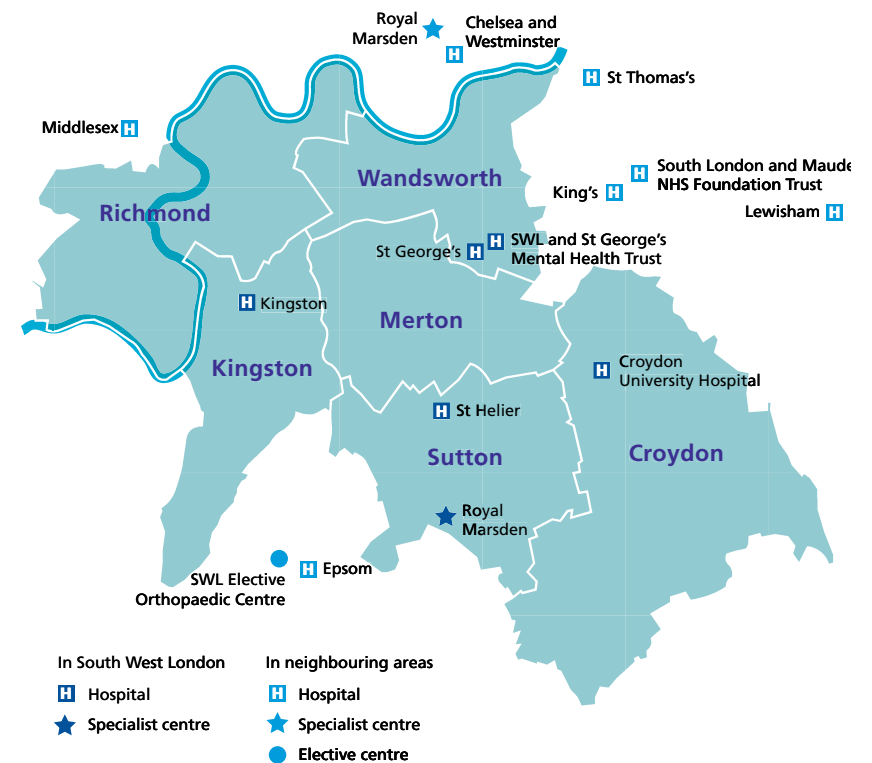 Royal
Marsden
Chelsea and
Westminster
H
H St Thomas's
Middlesex H
Wandsworth
South London and Maude
H
NHS Foundation Trust
King's H
Richmond
Lewisham H
St George's H
H SWL and St George's
Mental Health Trust
H Kingston
Merton
Kingston
H Croydon
University Hospital
H St Helier
Sutton
Croydon
Royal
Marsden
H Epsom
SWL Elective
Orthopaedic Centre
In South West London
H Hospital
Specialist centre
In neighbouring areas
H Hospital
Specialist centre
Elective centre